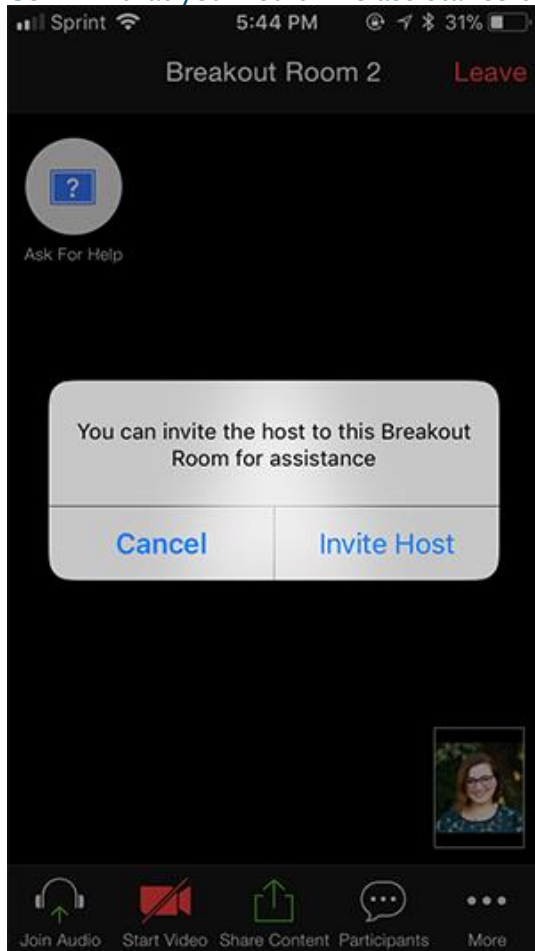 Sprint 5:44 PM 31%
Breakout Room 2 Leave
?
Ask For Help
You can invite the host to this Breakout
Room for assistance
Cancel Invite Host
Join Audio Start Video Share Content Participants More